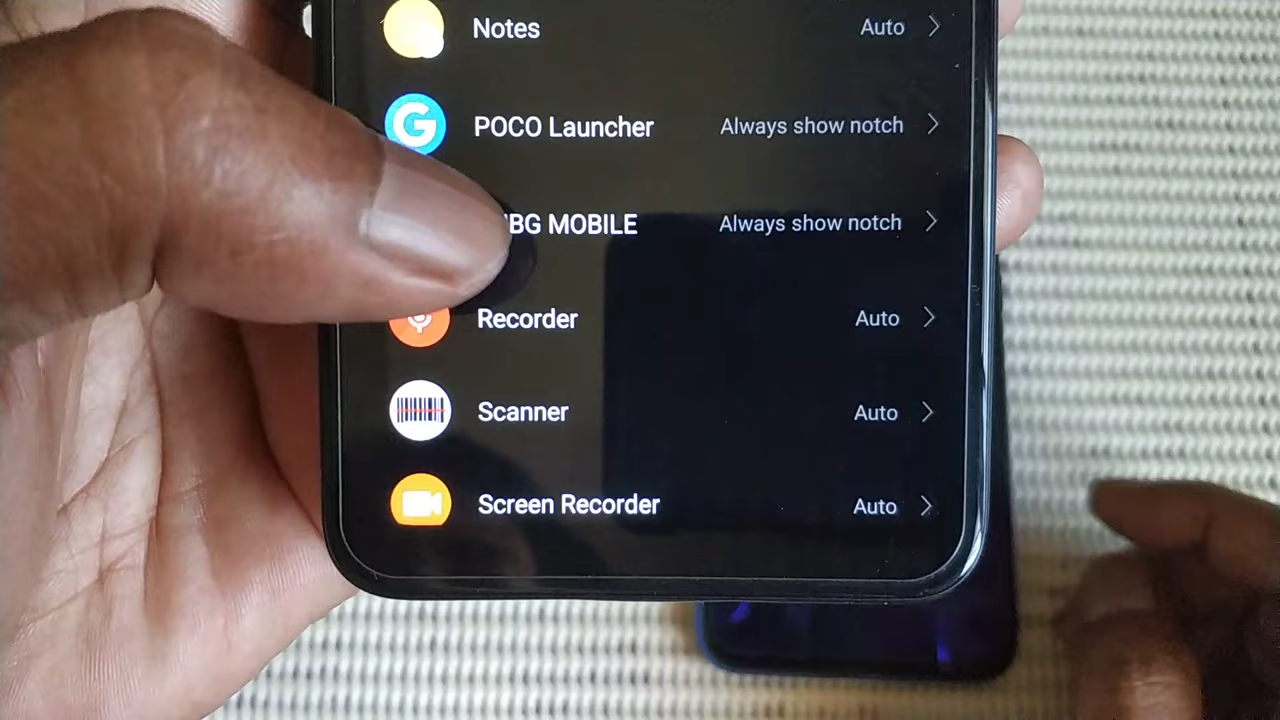 Notes Auto
G POCO Launcher Always show notch
BG MOBILE Always show notch
Recorder Auto
Scanner Auto
Screen Recorder Auto